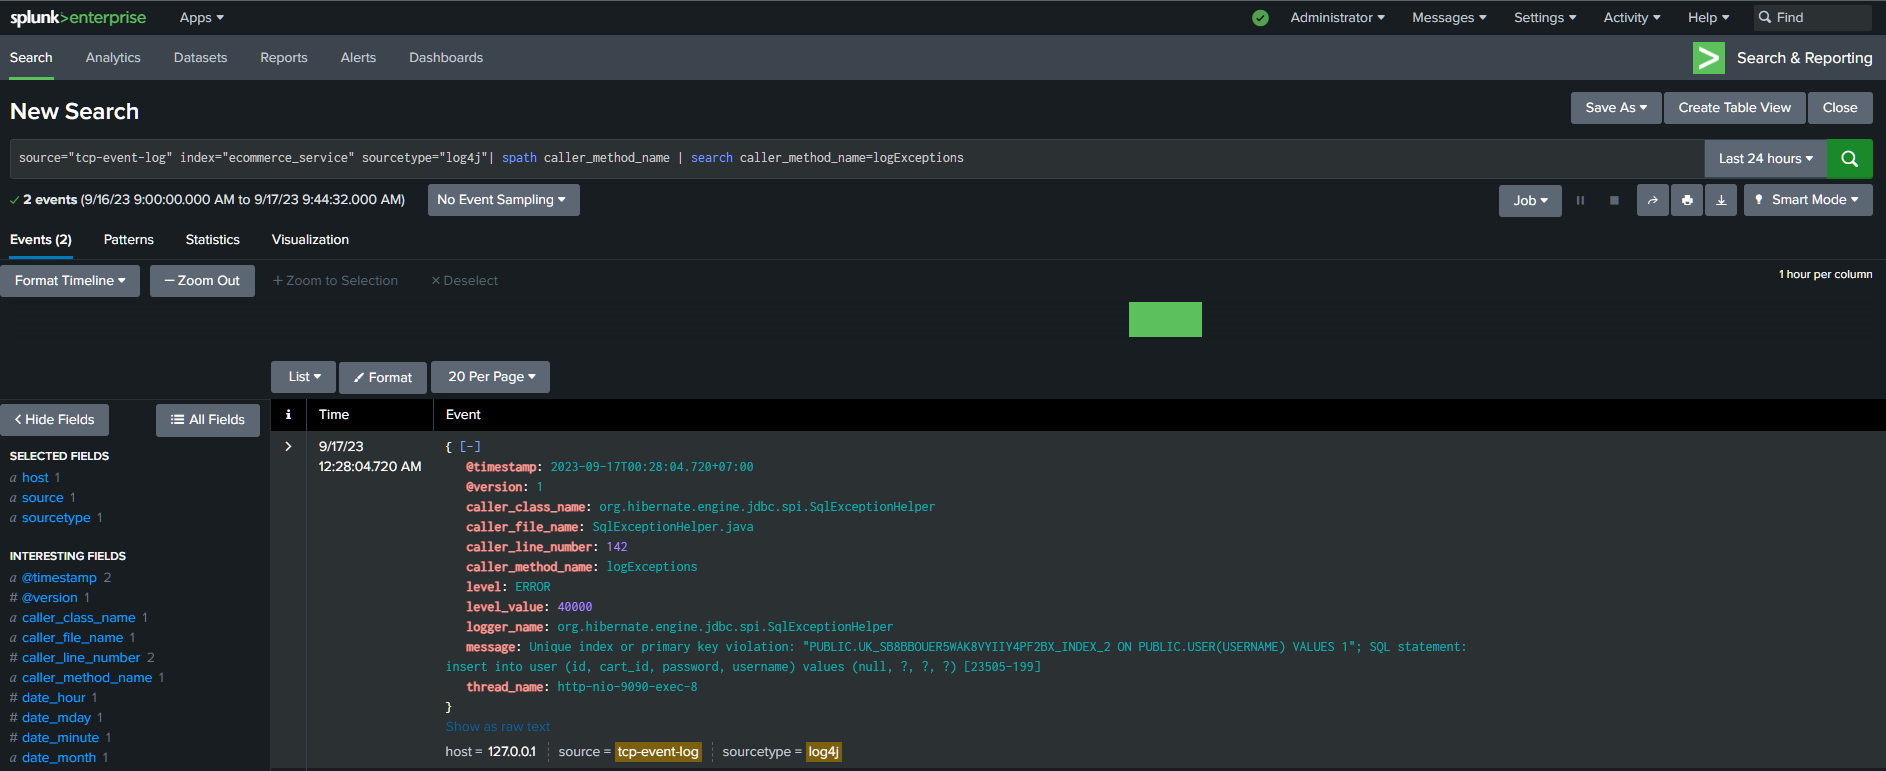 splunk>enterprise Apps Administrator Messages Settings Activity Help Find
Search Analytics Datasets Reports Alerts Dashboards Search & Reporting
New Search Save As Create Table View Close
source="tcp-event-log" index="ecommerce_service" sourcetype="log4j"| spath caller_method_name | search caller_method_name=logExceptions Last 24 hours
2 events (9/16/23 9:00:00.000 AM to 9/17/23 9:44:32.000 AM) No Event Sampling Job Smart Mode
Events (2) Patterns Statistics Visualization
Format Timeline — Zoom Out + Zoom to Selection × Deselect 1 hour per column
List Format 20 Per Page
< Hide Fields All Fields i Time Event
SELECTED FIELDS
a host 1
a source 1
a sourcetype 1
INTERESTING FIELDS
a @timestamp 2
# @version 1
a caller_class_name 1
a caller_file_name 1
# caller_line_number 2
a caller_method_name 1
# date_hour 1
# date_mday 1
# date_minute 1
a date_month 1
> 9/17/23
12:28:04.720 AM
{ [-]
@timestamp: 2023-09-17T00:28:04.720+07:00
@version: 1
caller_class_name: org.hibernate.engine.jdbc.spi.SqlExceptionHelper
caller_file_name: SqlExceptionHelper.java
caller_line_number: 142
caller_method_name: logExceptions
level: ERROR
level_value: 40000
logger_name: org.hibernate.engine.jdbc.spi.SqlExceptionHelper
message: Unique index or primary key violation: "PUBLIC.UK_SB8BBOUER5WAK8VYIIY4PF2BX_INDEX_2 ON PUBLIC.USER(USERNAME) VALUES 1"; SQL statement:
insert into user (id, cart_id, password, username) values (null, ?, ?, ?) [23505-199]
thread_name: http-nio-9090-exec-8
}
Show as raw text
host = 127.0.0.1 source = tcp-event-log sourcetype = log4j